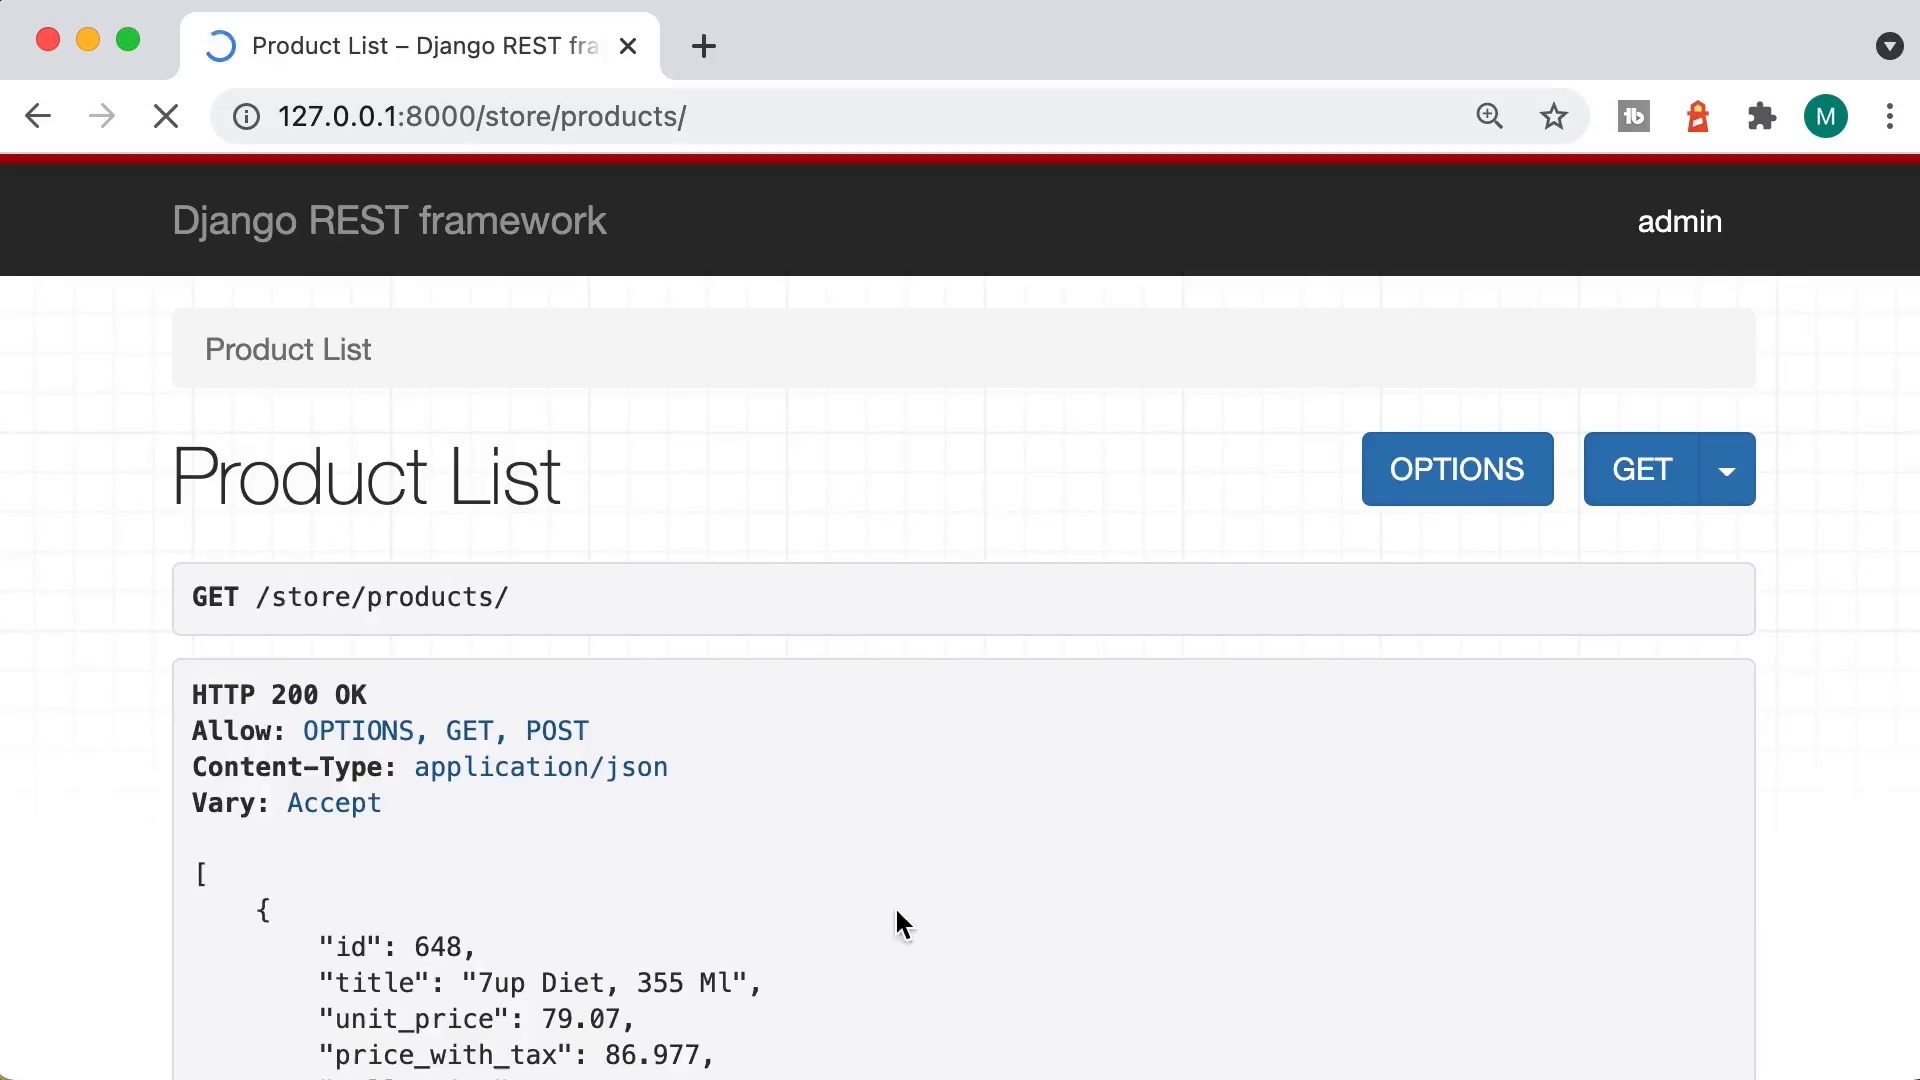 Product List – Django REST fra
127.0.0.1:8000/store/products/
M
Django REST framework
admin
Product List
Product List
OPTIONS
GET
GET /store/products/
HTTP 200 OK
Allow: OPTIONS, GET, POST
Content-Type: application/json
Vary: Accept
[
{
"id": 648,
"title": "7up Diet, 355 Ml",
"unit_price": 79.07,
"price_with_tax": 86.977,